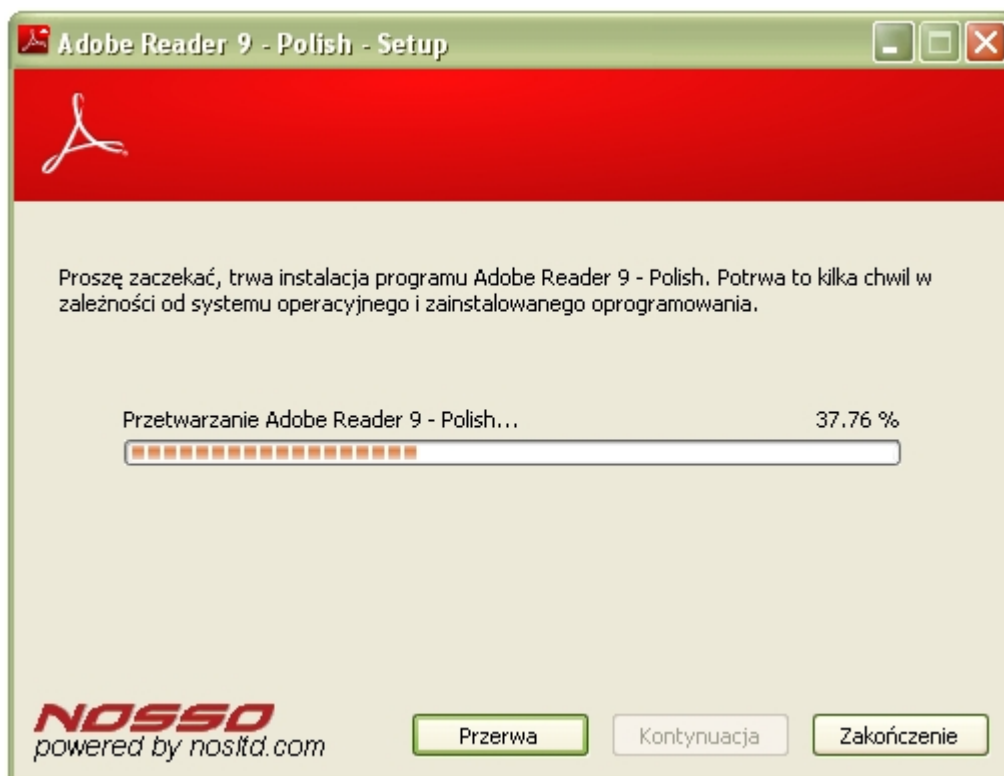 Adobe Reader 9 - Polish - Setup
Proszę zaczekać, trwa instalacja programu Adobe Reader 9 - Polish. Potrwa to kilka chwil w
zależności od systemu operacyjnego i zainstalowanego oprogramowania.
Przetwarzanie Adobe Reader 9 - Polish... 37.76 %
NOSSO
powered by nosltd.com
Przerwa Kontynuacja Zakończenie